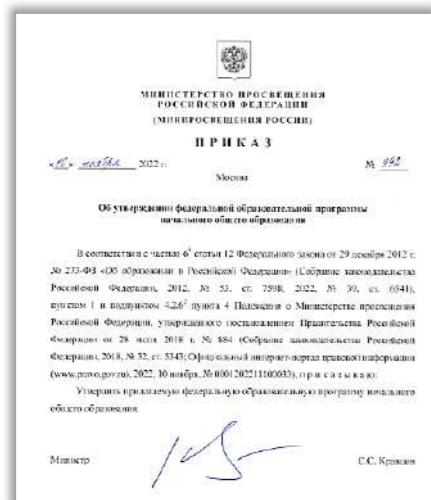 МИНИСТЕРСТВО ПРОСВЕЩЕНИЯ
РОССИЙСКОЙ ФЕДЕРАЦИИ
(МИНПРОСВЕЩЕНИЯ РОССИИ)
ПРИКАЗ
«16» ноября 2022 г. № 992
Москва
Об утверждении федеральной образовательной программы
начального общего образования
В соответствии с частью 6⁵ статьи 12 Федерального закона от 29 декабря 2012 г.
№ 273-ФЗ «Об образовании в Российской Федерации» (Собрание законодательства
Российской Федерации, 2012, № 53, ст. 7598, 2022, № 39, ст. 6541),
пунктом 1 и подпунктом 4.2.6² пункта 4 Положения о Министерстве просвещения
Российской Федерации, утвержденного постановлением Правительства Российской
Федерации от 28 июля 2018 г. № 884 (Собрание законодательства Российской
Федерации, 2018, № 32, ст. 5343; Официальный интернет-портал правовой информации
(www.pravo.gov.ru), 2022, 10 ноября, № 0001202211100033), п р и к а з ы в а ю:
Утвердить прилагаемую федеральную образовательную программу начального
общего образования.
Министр С.С. Кравцов